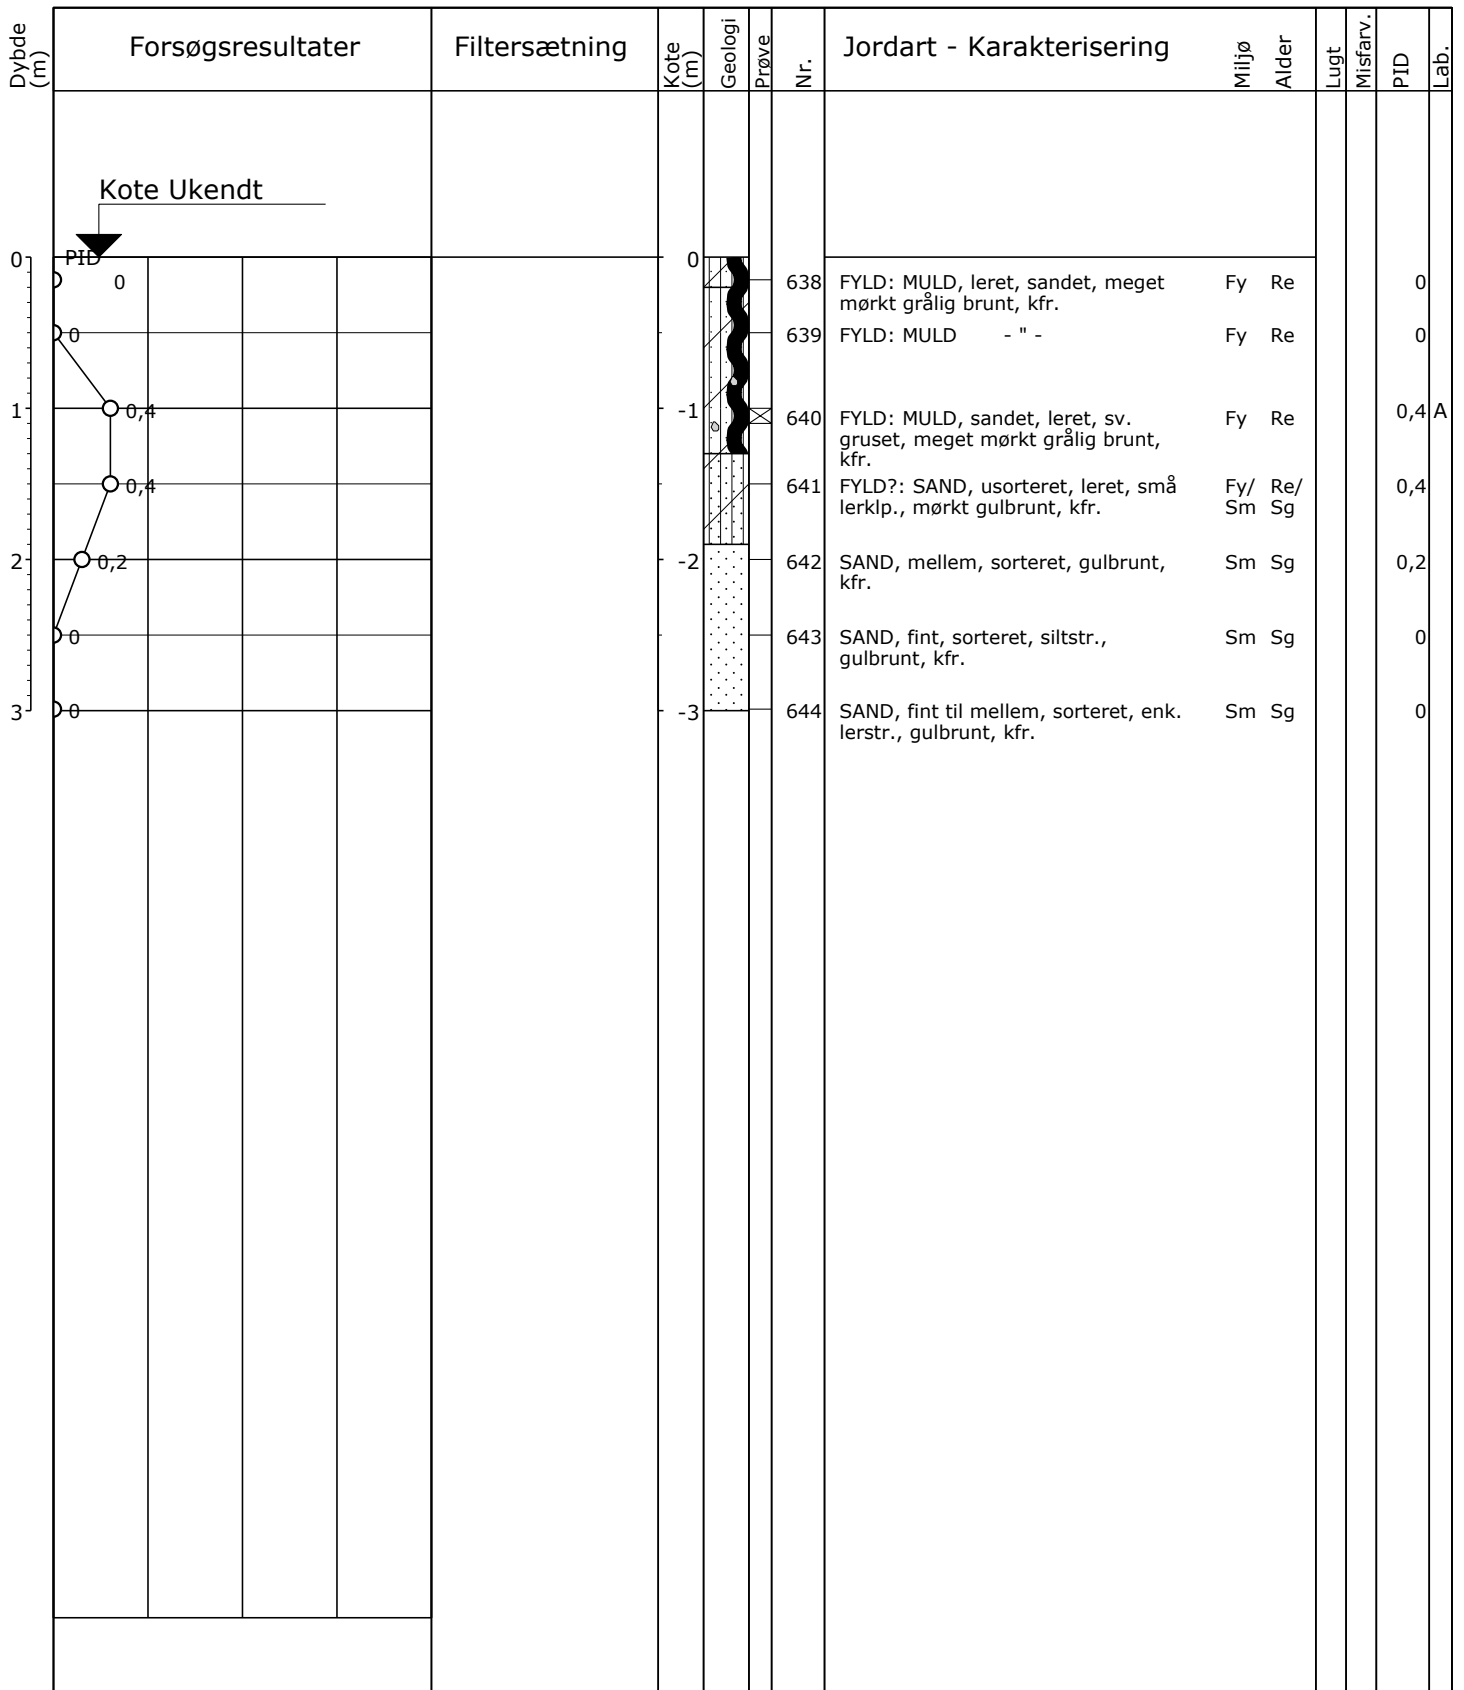 Dybde (m)
Forsøgsresultater
Filtersætning
Kote (m)
Geologi
Prøve
Nr.
Jordart - Karakterisering
Miljø
Alder
Lugt
Misfarv.
PID
Lab.
Kote Ukendt
PID
0
0
0
638 FYLD: MULD, leret, sandet, meget Fy Re 0
mørkt grålig brunt, kfr.
0
639 FYLD: MULD - " - Fy Re 0
1 0,4 -1
640 FYLD: MULD, sandet, leret, sv. Fy Re 0,4 A
gruset, meget mørkt grålig brunt,
kfr.
0,4
641 FYLD?: SAND, usorteret, leret, små Fy/ Re/ 0,4
lerklp., mørkt gulbrunt, kfr. Sm Sg
2 0,2 -2
642 SAND, mellem, sorteret, gulbrunt, Sm Sg 0,2
kfr.
0
643 SAND, fint, sorteret, siltstr., Sm Sg 0
gulbrunt, kfr.
3 0 -3
644 SAND, fint til mellem, sorteret, enk. Sm Sg 0
lerstr., gulbrunt, kfr.